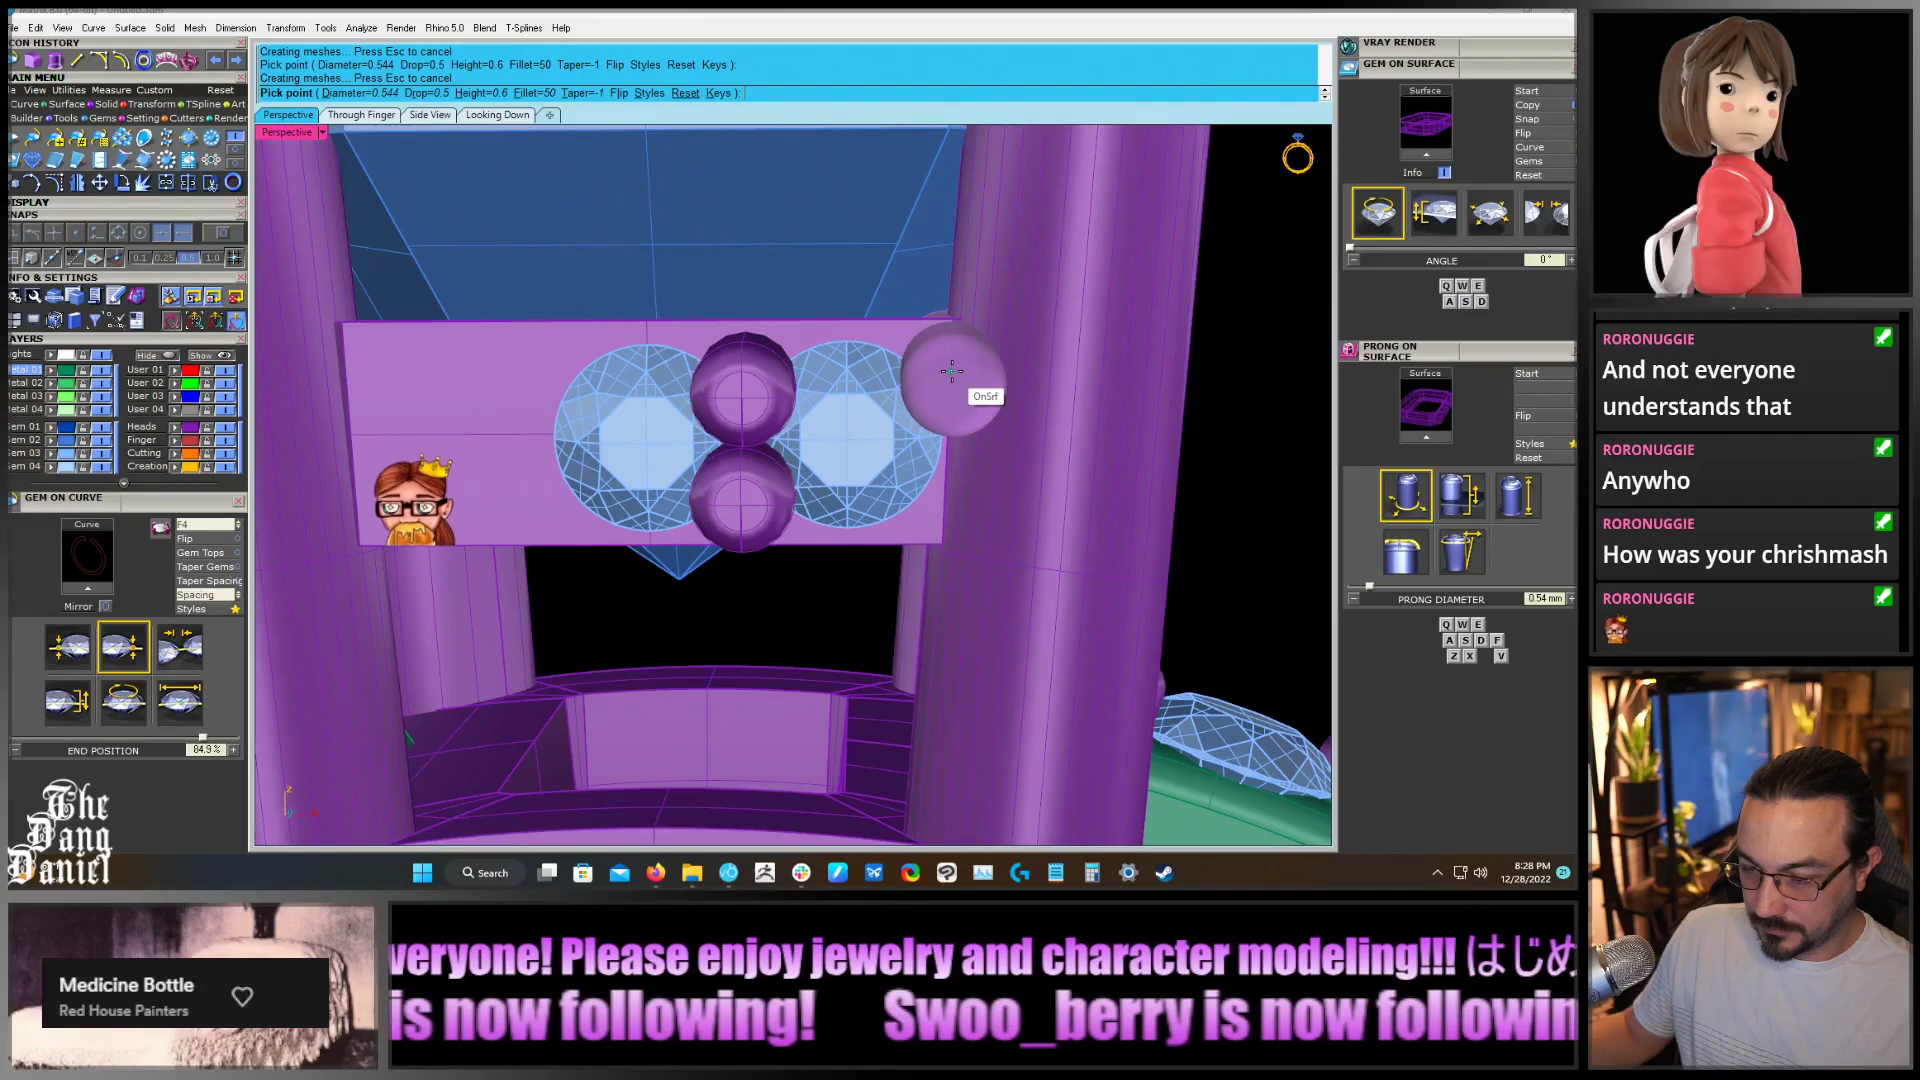 Edit View Curve Surface Solid Mesh Dimension Transform Tools Analyze Render Rhino 5.0 Blend T-Splines Help
ICON HISTORY
MAIN MENU
View Utilities Measure Custom Reset
Curve Surface Solid Transform TSpline Art
Builder Tools Gems Setting Cutters Render
DISPLAY
SNAPS
0.1 0.25 0.5 1.0
INFO & SETTINGS
LAYERS
Lights Hide Show
Metal 01 User 01
Metal 02 User 02
Metal 03 User 03
Metal 04 User 04
Gem 01 Heads
Gem 02 Finger
Gem 03 Cutting
Gem 04 Creation
GEM ON CURVE
Curve
F4
Flip
Gem Tops
Taper Gems
Taper Spacing
Spacing
Mirror
Styles
END POSITION 84.9 %
Creating meshes... Press Esc to cancel
Pick point ( Diameter=0.544 Drop=0.5 Height=0.6 Fillet=50 Taper=-1 Flip Styles Reset Keys ):
Creating meshes... Press Esc to cancel
Pick point ( Diameter=0.544 Drop=0.5 Height=0.6 Fillet=50 Taper=-1 Flip Styles Reset Keys ):
Perspective Through Finger Side View Looking Down
Perspective
OnSrf
z
VRAY RENDER
GEM ON SURFACE
Surface
Start
Copy
Snap
Flip
Curve
Gems
Reset
Info
ANGLE 0 °
Q W E
A S D
PRONG ON SURFACE
Surface
Start
Flip
Styles
Reset
PRONG DIAMETER 0.54 mm
Q W E
A S D F
Z X V
RORONUGGIE
And not everyone
understands that
RORONUGGIE
Anywho
RORONUGGIE
How was your chrishmash
RORONUGGIE
The
Dang
Daniel
Search
8:28 PM
12/28/2022
21
Medicine Bottle
Red House Painters
veryone! Please enjoy jewelry and character modeling!!! はじめ
is now following! Swoo_berry is now followin